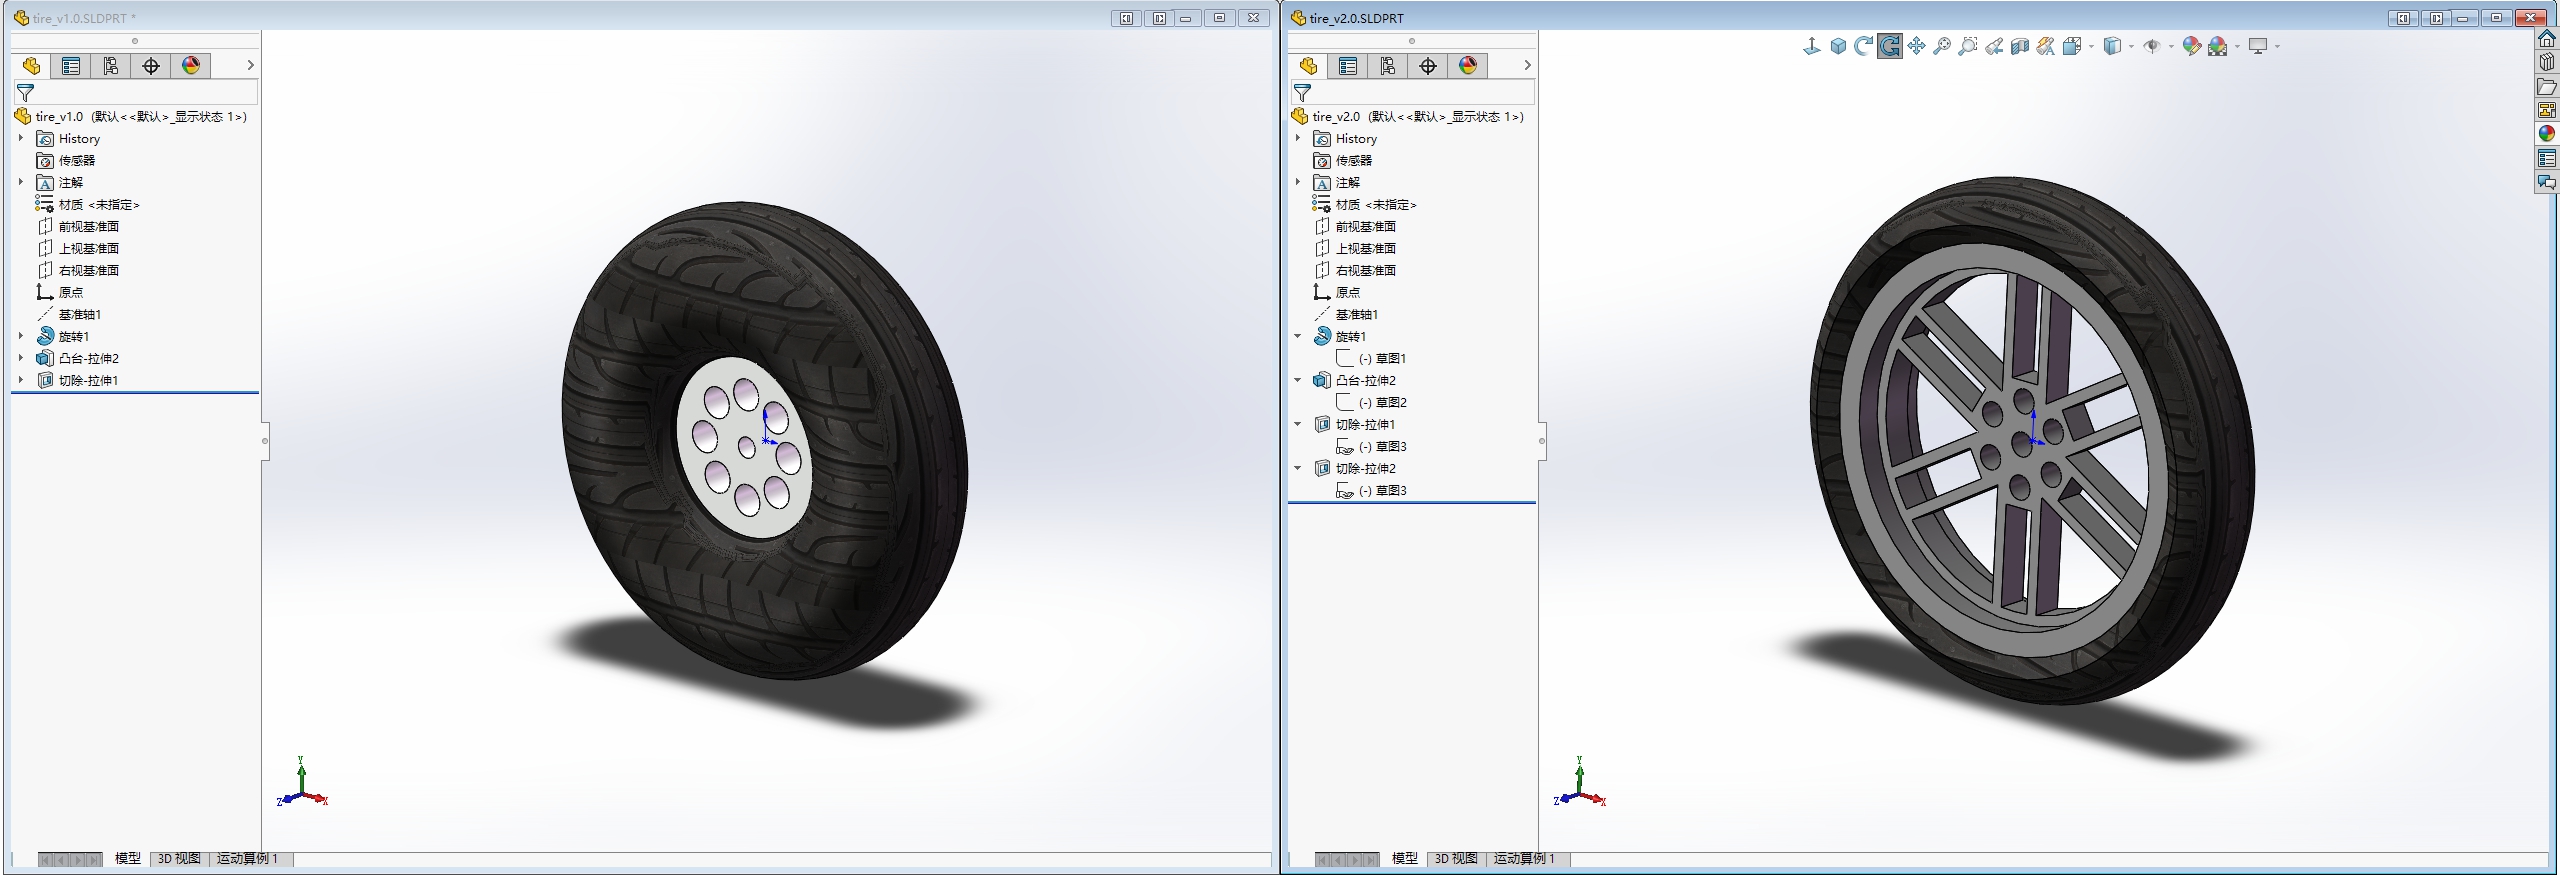 tire_v1.0.SLDPRT *
tire_v1.0 (默认<<默认>_显示状态 1>)
History
传感器
注解
材质 <未指定>
前视基准面
上视基准面
右视基准面
原点
基准轴1
旋转1
凸台-拉伸2
切除-拉伸1
Y
Z
X
模型
3D 视图
运动算例 1
tire_v2.0.SLDPRT
tire_v2.0 (默认<<默认>_显示状态 1>)
History
传感器
注解
材质 <未指定>
前视基准面
上视基准面
右视基准面
原点
基准轴1
旋转1
(-) 草图1
凸台-拉伸2
(-) 草图2
切除-拉伸1
(-) 草图3
切除-拉伸2
(-) 草图3
Y
Z
X
模型
3D 视图
运动算例 1